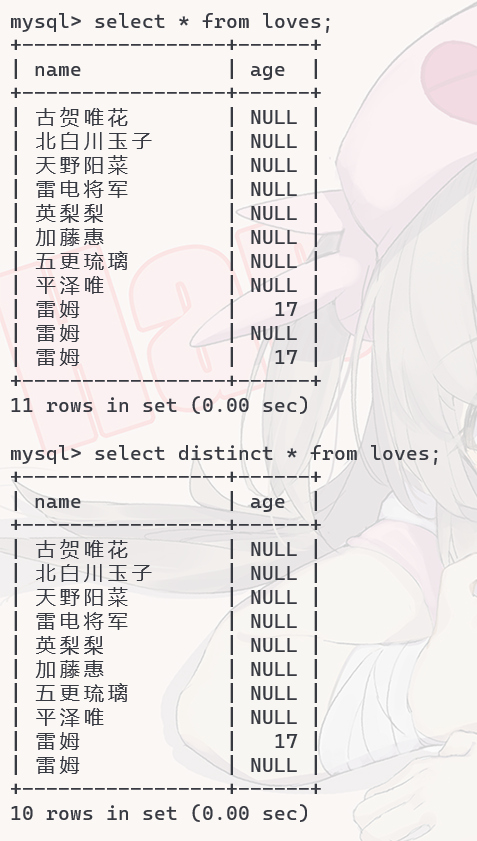 mysql> select * from loves;
+------------------+------+
| name             | age  |
+------------------+------+
| 古贺唯花         | NULL |
| 北白川玉子       | NULL |
| 天野阳菜         | NULL |
| 雷电将军         | NULL |
| 英梨梨           | NULL |
| 加藤惠           | NULL |
| 五更琉璃         | NULL |
| 平泽唯           | NULL |
| 雷姆             |   17 |
| 雷姆             | NULL |
| 雷姆             |   17 |
+------------------+------+
11 rows in set (0.00 sec)
mysql> select distinct * from loves;
+------------------+------+
| name             | age  |
+------------------+------+
| 古贺唯花         | NULL |
| 北白川玉子       | NULL |
| 天野阳菜         | NULL |
| 雷电将军         | NULL |
| 英梨梨           | NULL |
| 加藤惠           | NULL |
| 五更琉璃         | NULL |
| 平泽唯           | NULL |
| 雷姆             |   17 |
| 雷姆             | NULL |
+------------------+------+
10 rows in set (0.00 sec)